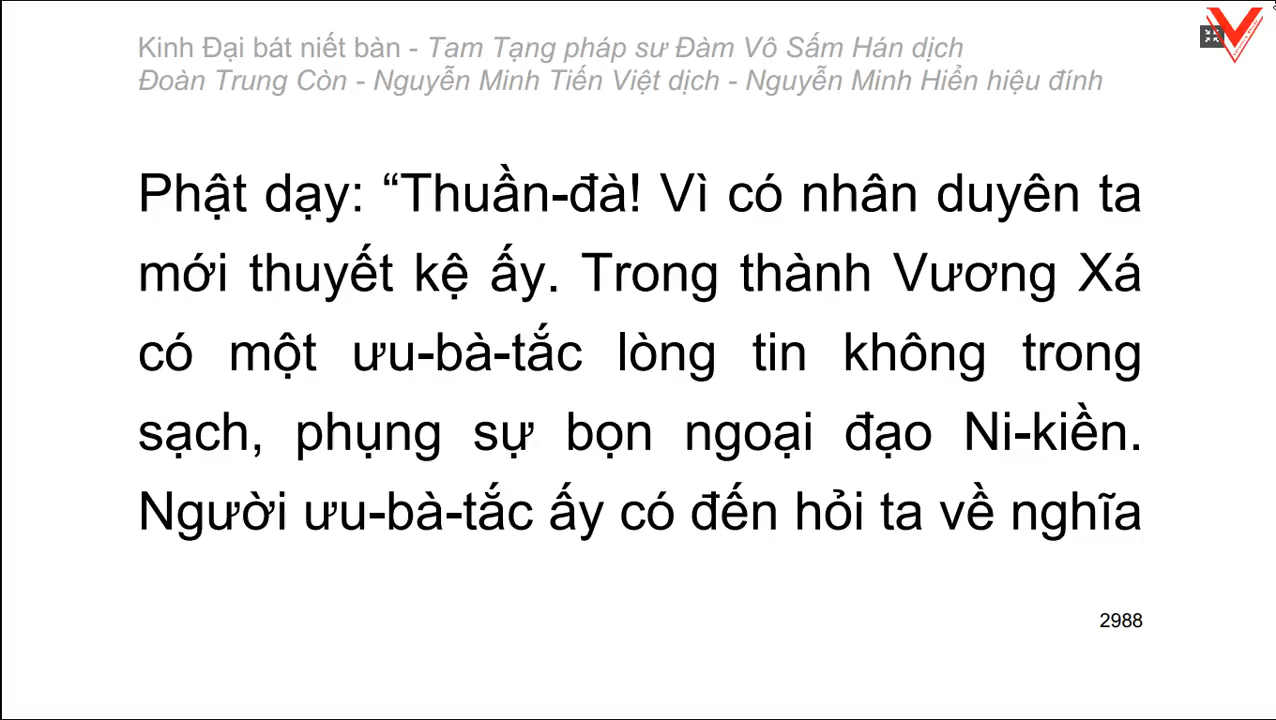 Kinh Đại bát niết bàn - Tam Tạng pháp sư Đàm Vô Sấm Hán dịch
Đoàn Trung Còn - Nguyễn Minh Tiến Việt dịch - Nguyễn Minh Hiển hiệu đính
Phật dạy: “Thuần-đà! Vì có nhân duyên ta
mới thuyết kệ ấy. Trong thành Vương Xá
có một ưu-bà-tắc lòng tin không trong
sạch, phụng sự bọn ngoại đạo Ni-kiền.
Người ưu-bà-tắc ấy có đến hỏi ta về nghĩa
2988